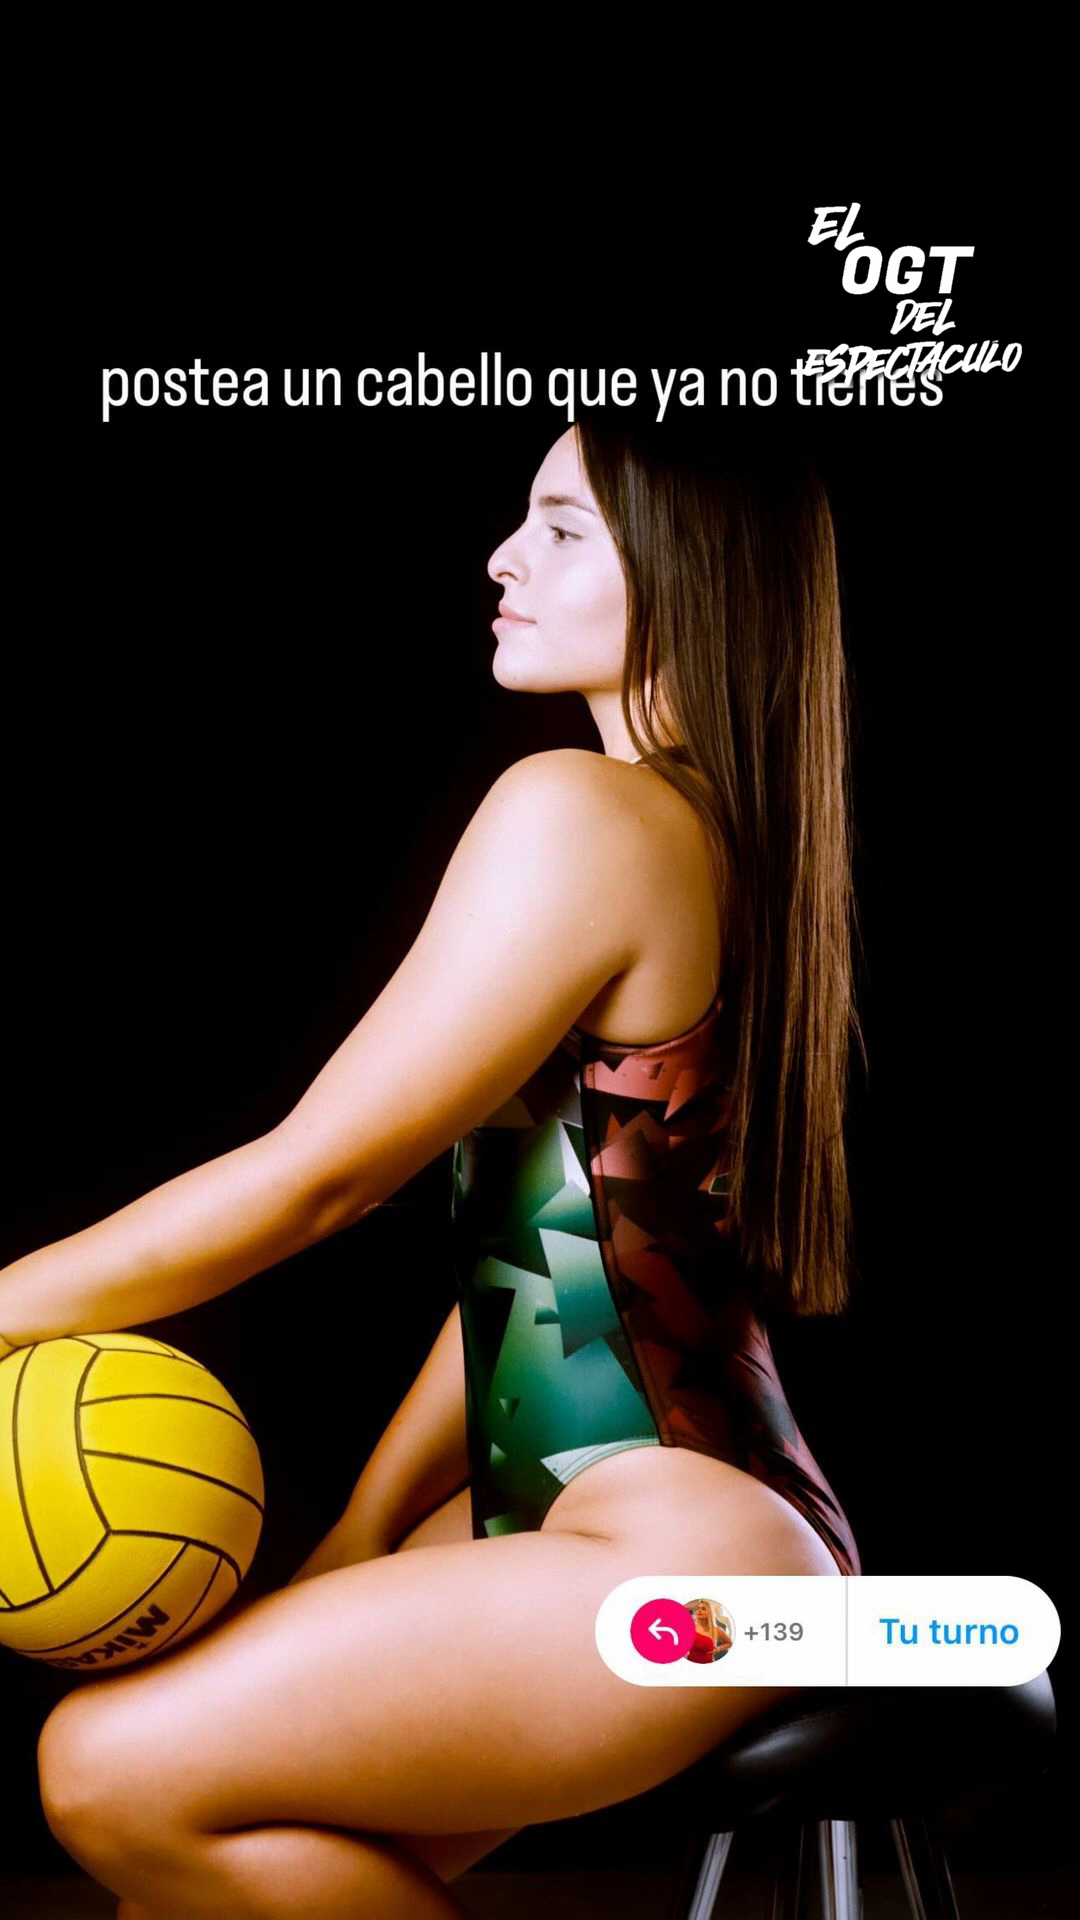 EL
OGT
DEL
ESPECTACULO
postea un cabello que ya no tienes
MIKASA
+139
Tu turno